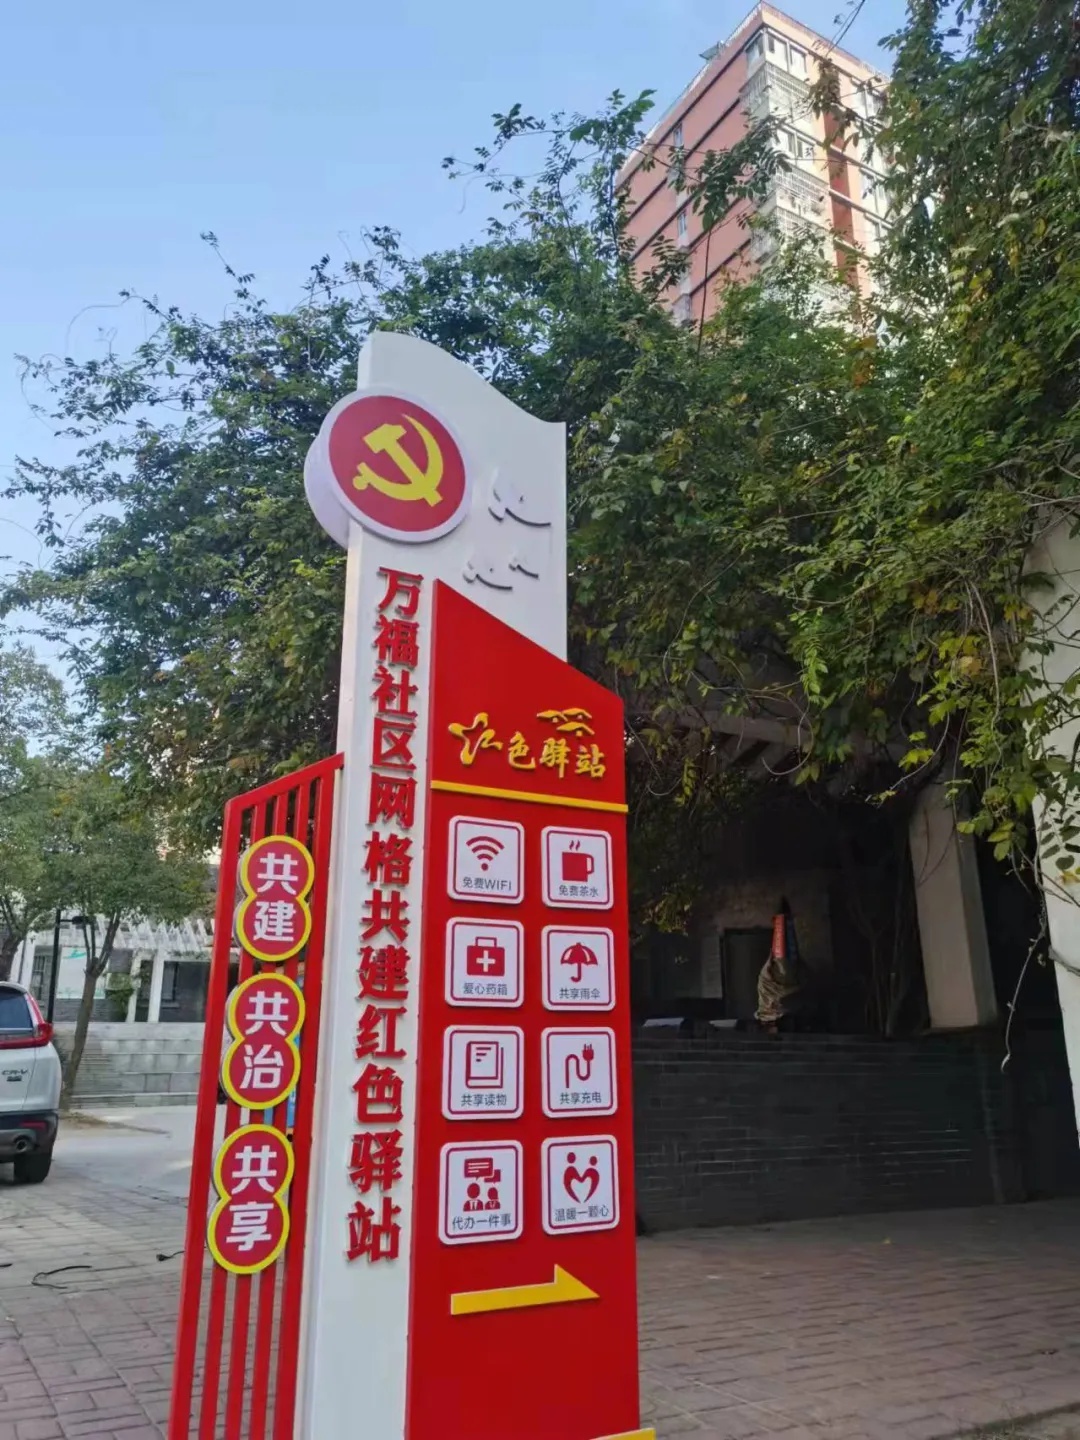 万福社区网格共建红色驿站
共建
共治
共享
红色驿站
免费WIFI
免费茶水
爱心药箱
共享雨伞
共享读物
共享充电
代办一件事
温暖一颗心
CR-V